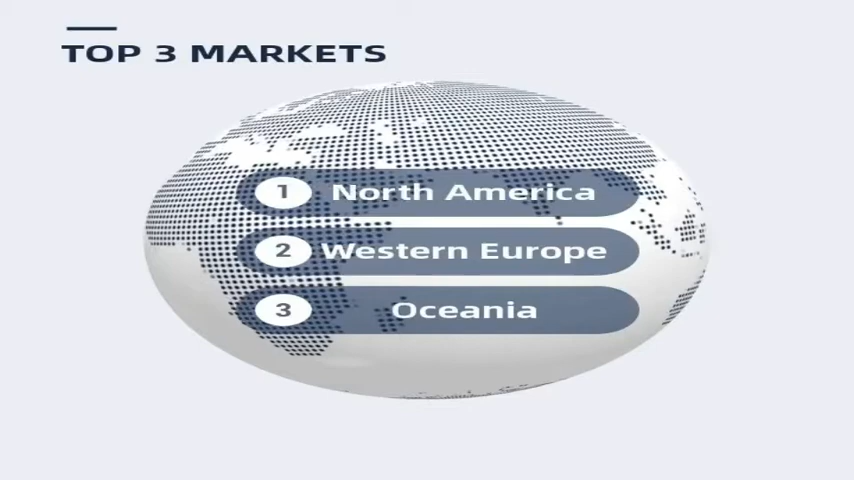 TOP 3 MARKETS
1 North America
2 Western Europe
3 Oceania